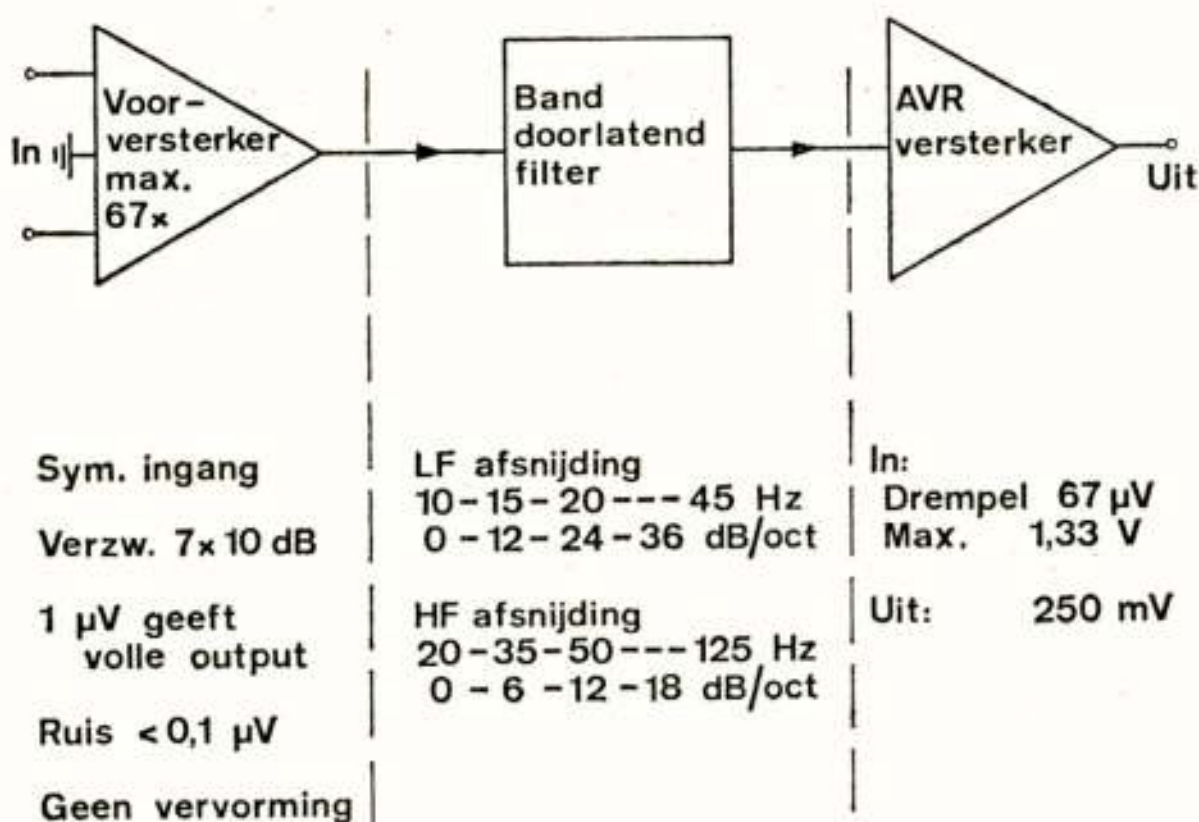 Voor-
versterker
max.
67x
In
Band
doorlatend
filter
AVR
versterker
Uit
Sym. ingang
Verzw. 7x10 dB
1 µV geeft
volle output
Ruis <0,1 µV
Geen vervorming
LF afsnijding
10-15-20---45 Hz
0-12-24-36 dB/oct
HF afsnijding
20-35-50---125 Hz
0-6-12-18 dB/oct
In:
Drempel 67 µV
Max. 1,33 V
Uit: 250 mV